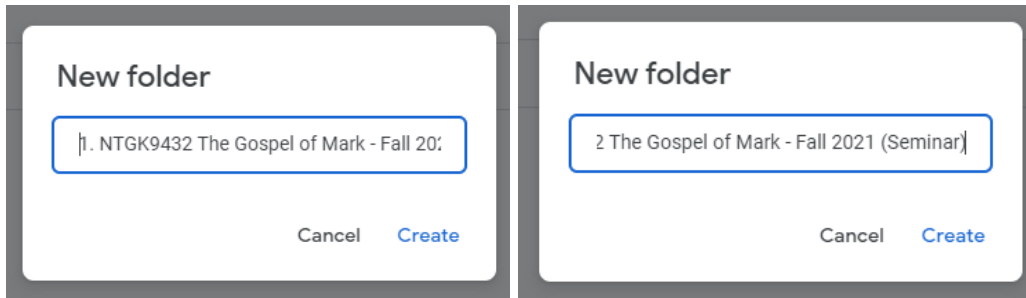 New folder
1. NTGK9432 The Gospel of Mark - Fall 202
Cancel Create
New folder
2 The Gospel of Mark - Fall 2021 (Seminar)
Cancel Create